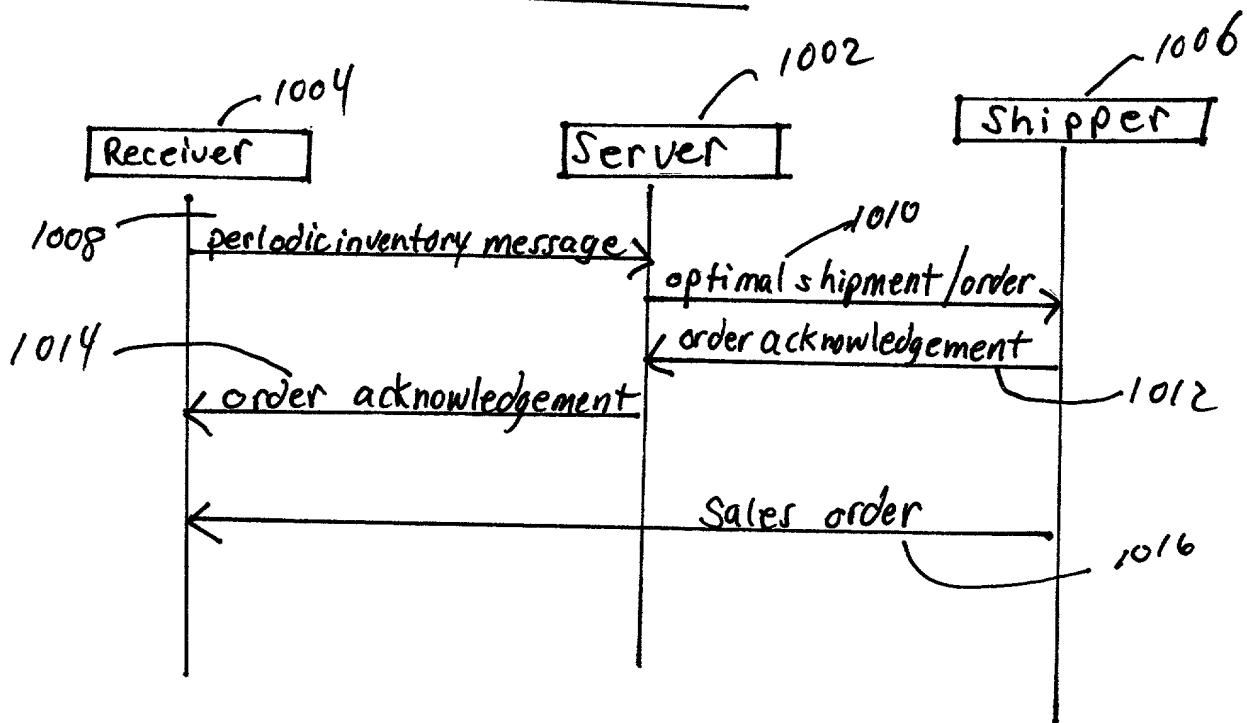 1004
1002
1006
Receiver
Server
Shipper
1008
periodic inventory message
1010
optimal shipment/order
1014
order acknowledgement
1012
order acknowledgement
Sales order
1016